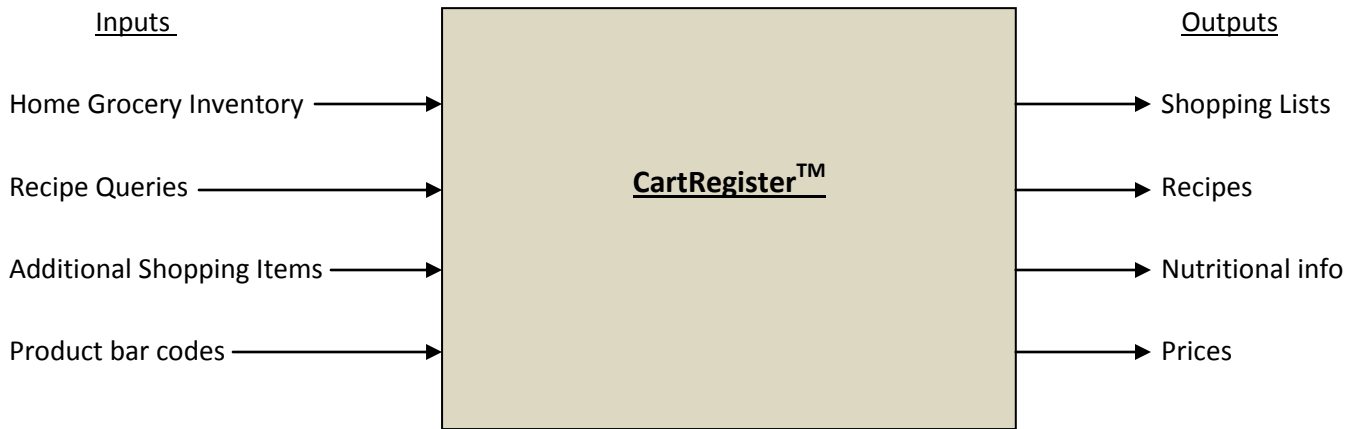 Inputs
Outputs
Home Grocery Inventory
Shopping Lists
CartRegister™
Recipe Queries
Recipes
Additional Shopping Items
Nutritional info
Product bar codes
Prices